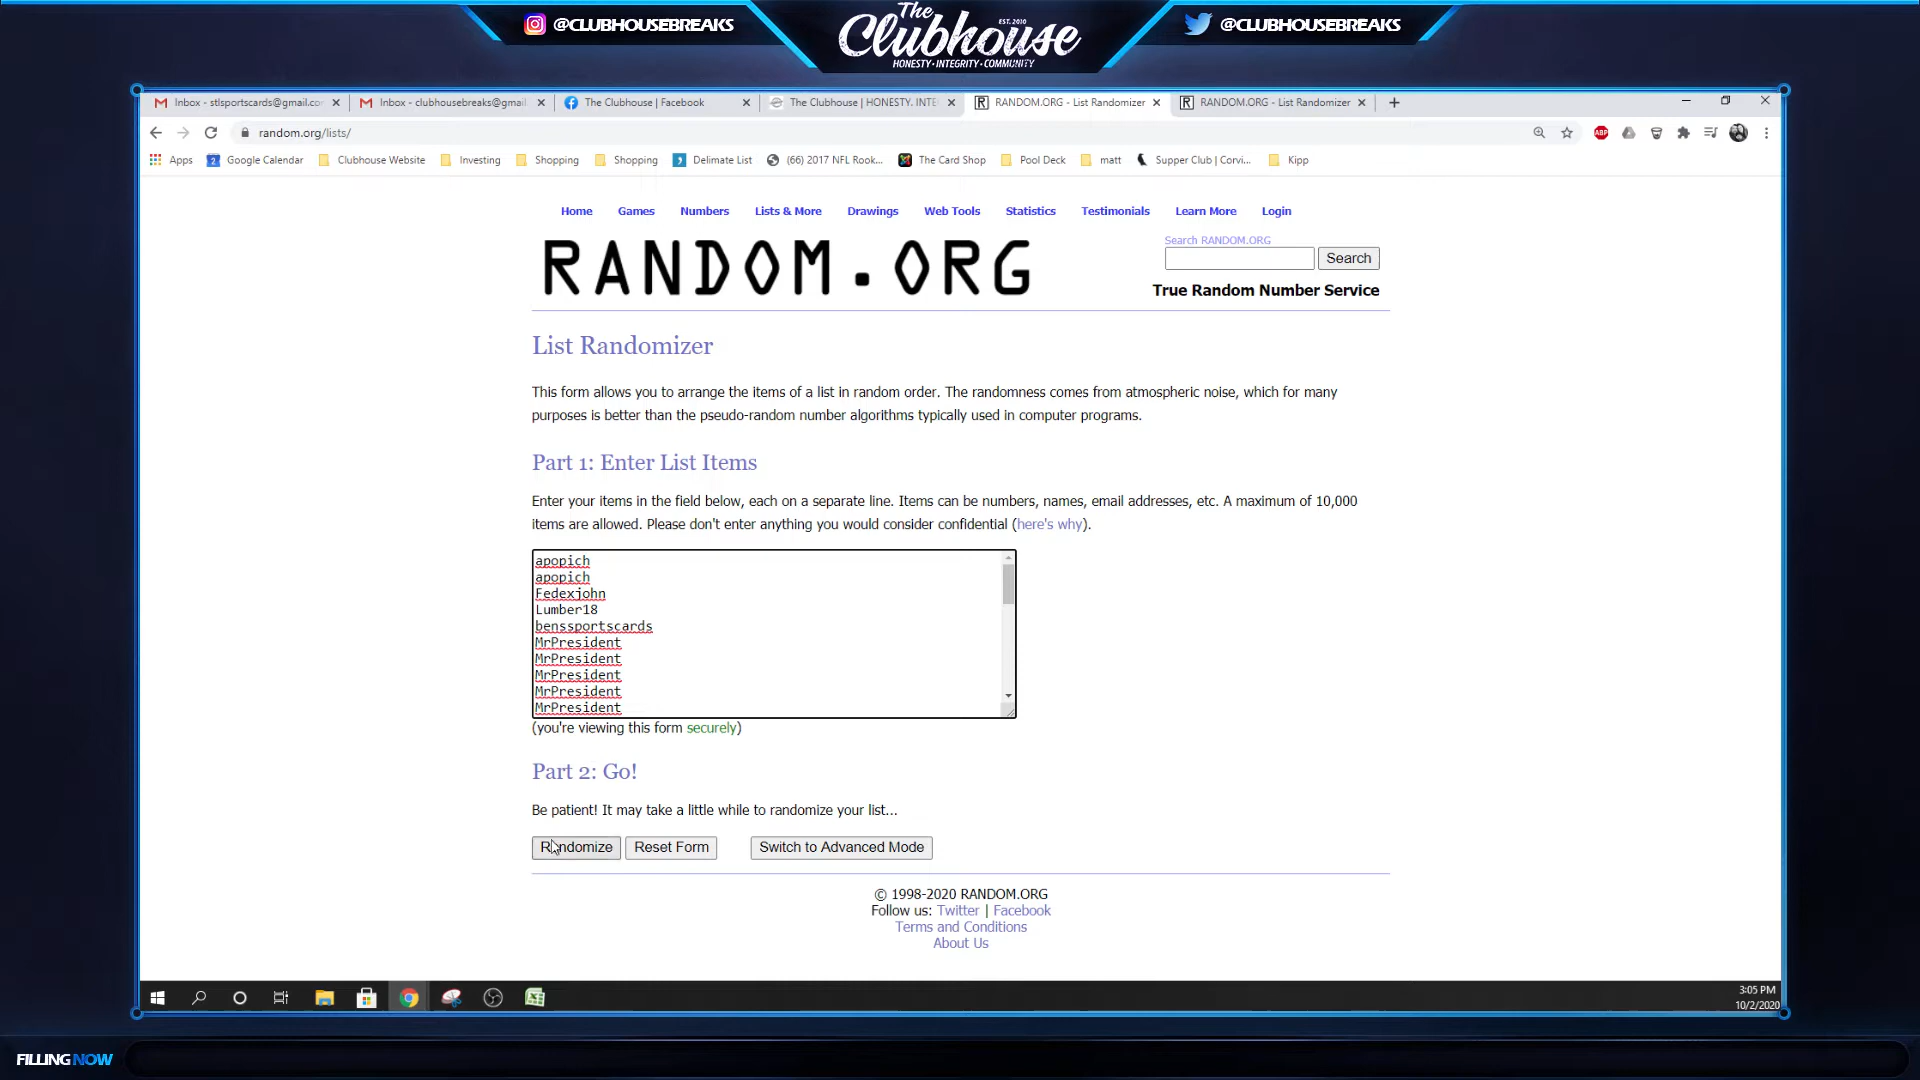 @CLUBHOUSEBREAKS
The
EST. 2010
Clubhouse
HONESTY•INTEGRITY•COMMUNITY
@CLUBHOUSEBREAKS
Inbox - stlsportscards@gmail.co
Inbox - clubhousebreaks@gmail.
The Clubhouse | Facebook
The Clubhouse | HONESTY. INTE
RANDOM.ORG - List Randomizer
RANDOM.ORG - List Randomizer
random.org/lists/
ABP
Apps
Google Calendar
Clubhouse Website
Investing
Shopping
Shopping
Delimate List
(66) 2017 NFL Rook...
The Card Shop
Pool Deck
matt
Supper Club | Corvi...
Kipp
Home Games Numbers Lists & More Drawings Web Tools Statistics Testimonials Learn More Login
RANDOM.ORG
Search RANDOM.ORG
Search
True Random Number Service
List Randomizer
This form allows you to arrange the items of a list in random order. The randomness comes from atmospheric noise, which for many
purposes is better than the pseudo-random number algorithms typically used in computer programs.
Part 1: Enter List Items
Enter your items in the field below, each on a separate line. Items can be numbers, names, email addresses, etc. A maximum of 10,000
items are allowed. Please don't enter anything you would consider confidential (here's why).
apopich
apopich
Fedexjohn
Lumber18
benssportscards
MrPresident
MrPresident
MrPresident
MrPresident
MrPresident
(you're viewing this form securely)
Part 2: Go!
Be patient! It may take a little while to randomize your list...
Randomize
Reset Form
Switch to Advanced Mode
© 1998-2020 RANDOM.ORG
Follow us: Twitter | Facebook
Terms and Conditions
About Us
3:05 PM
10/2/2020
FILLING NOW